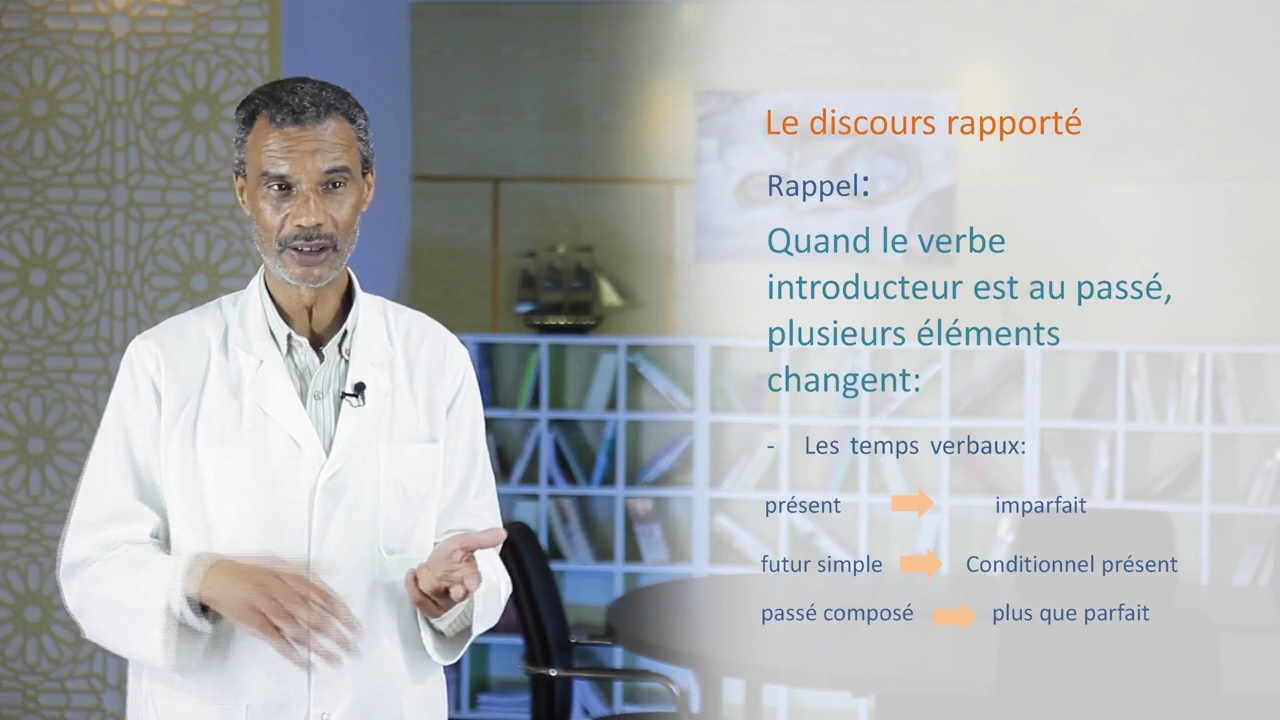 Le discours rapporté
Rappel:
Quand le verbe
introducteur est au passé,
plusieurs éléments
changent:
- Les temps verbaux:
présent imparfait
futur simple Conditionnel présent
passé composé plus que parfait